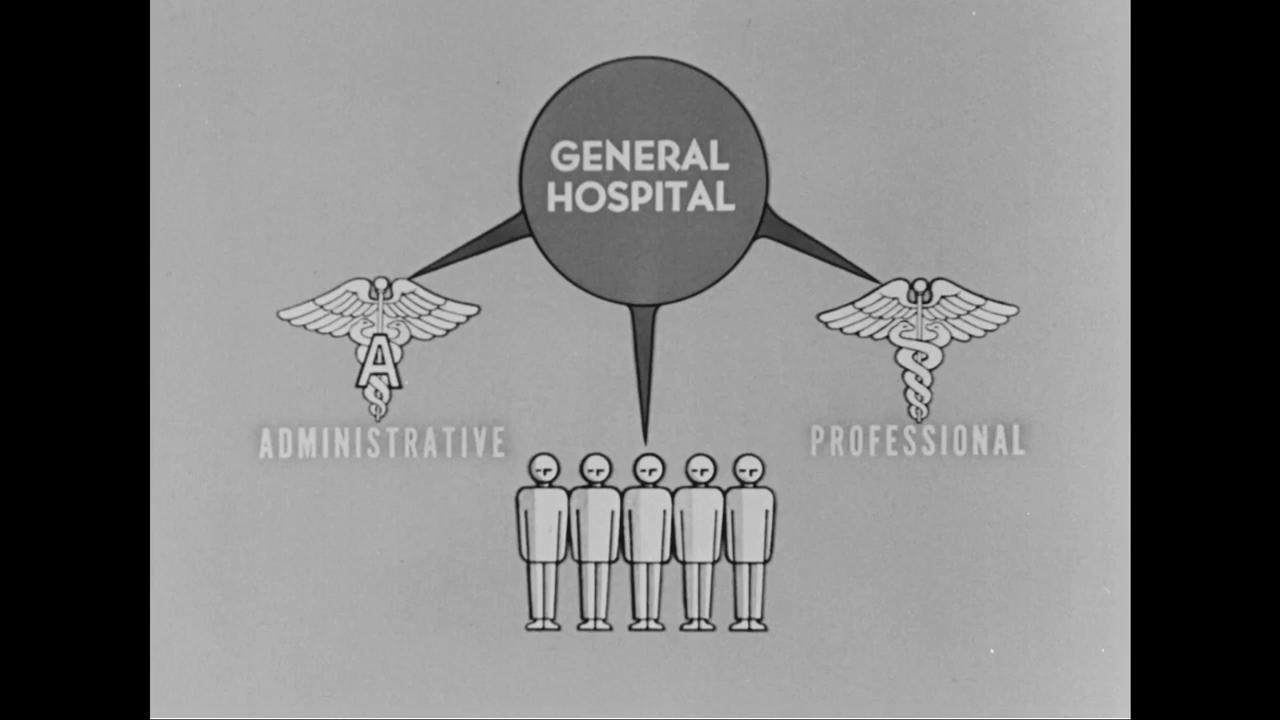 GENERAL
HOSPITAL
A
ADMINISTRATIVE
PROFESSIONAL